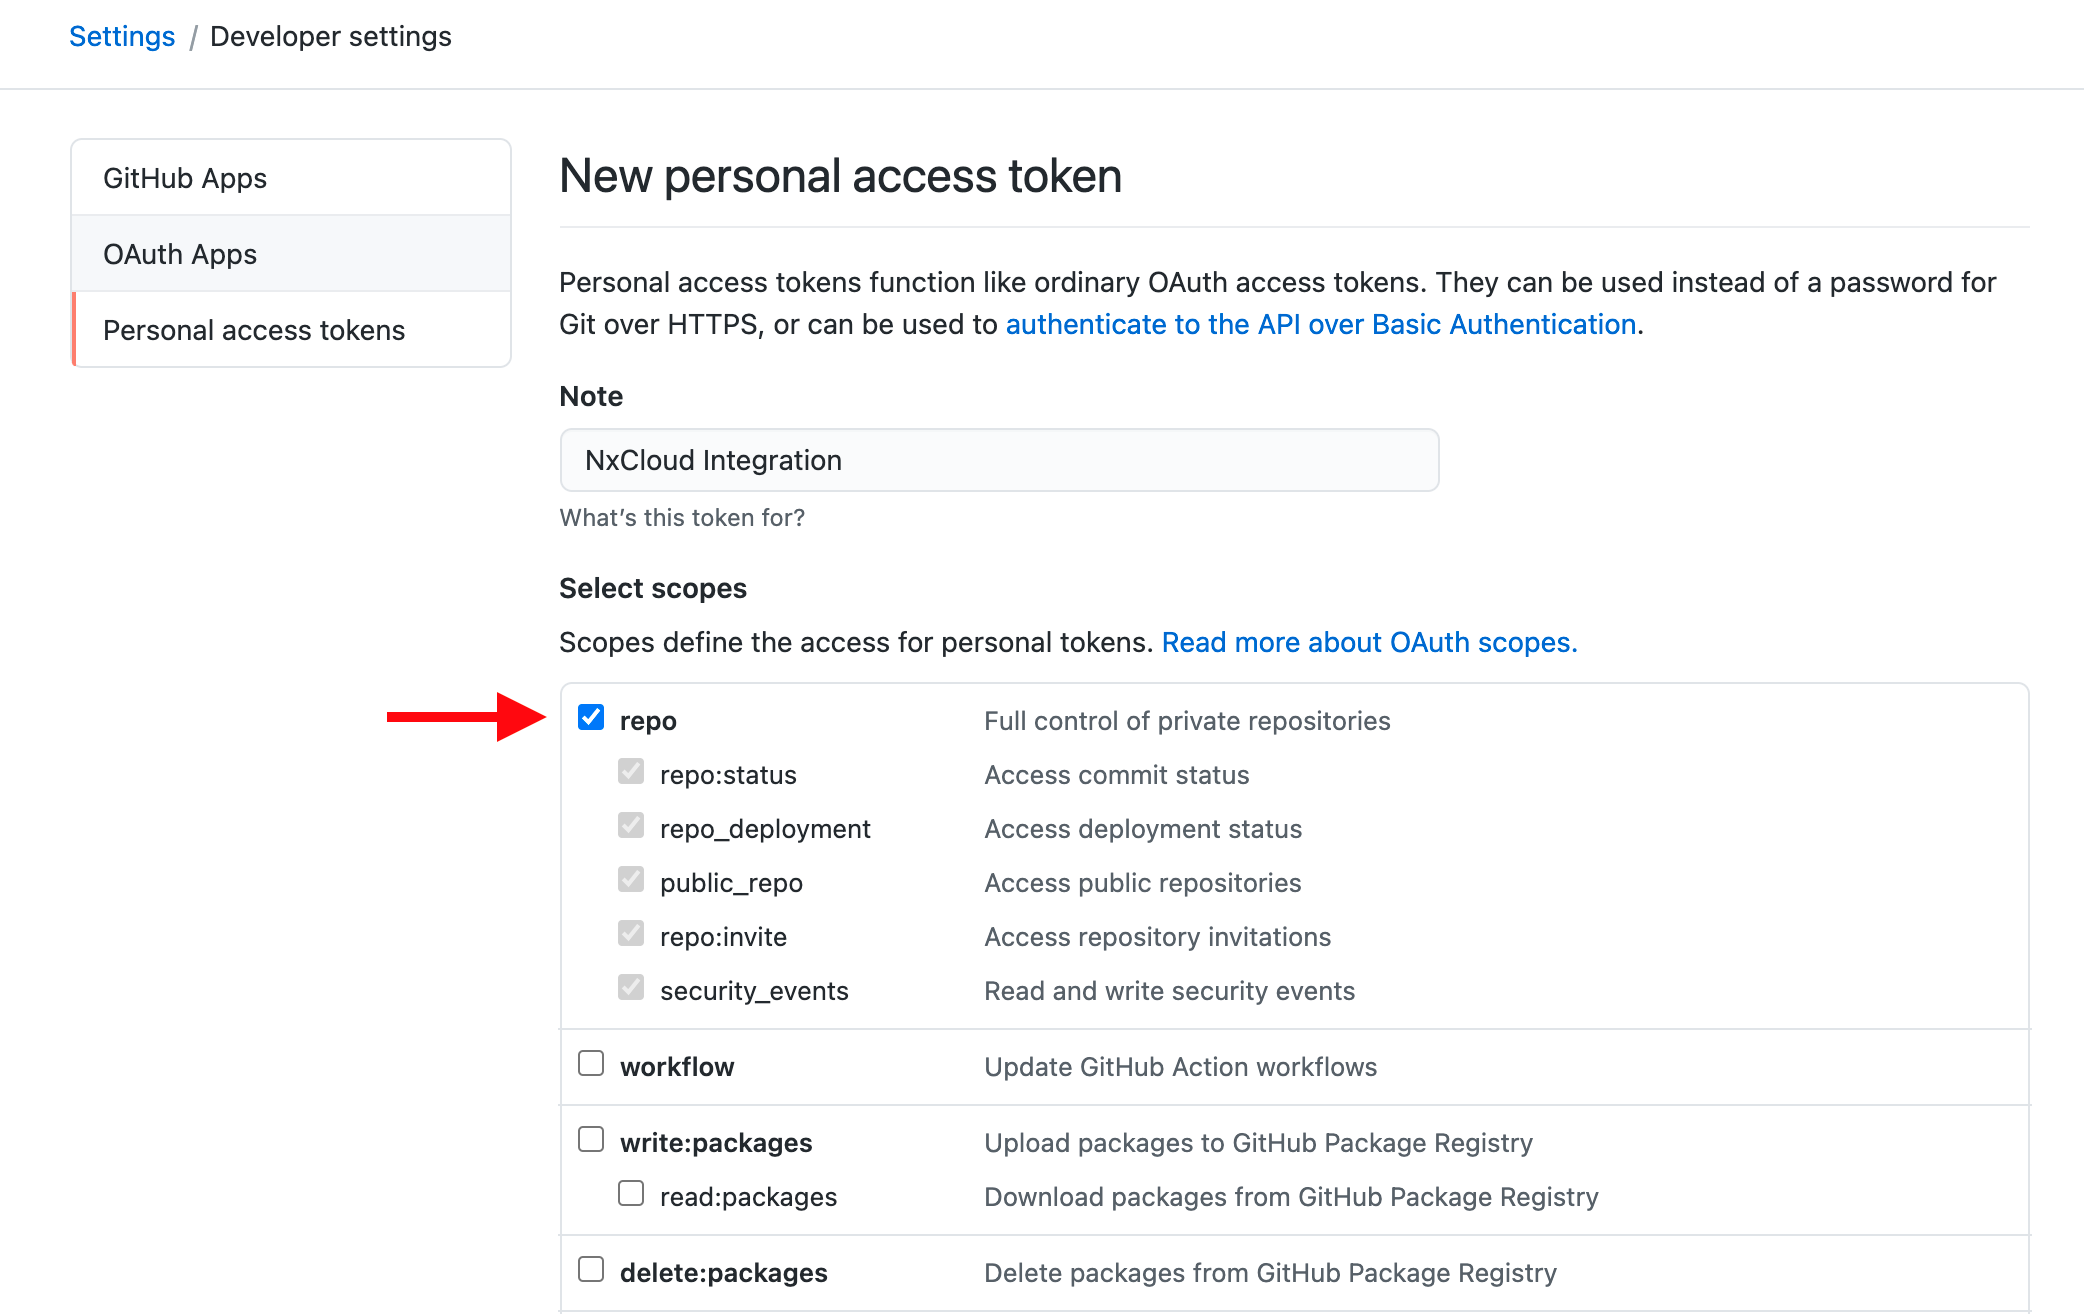 Settings / Developer settings
GitHub Apps
OAuth Apps
Personal access tokens
New personal access token
Personal access tokens function like ordinary OAuth access tokens. They can be used instead of a password for
Git over HTTPS, or can be used to authenticate to the API over Basic Authentication.
Note
NxCloud Integration
What's this token for?
Select scopes
Scopes define the access for personal tokens. Read more about OAuth scopes.
repo Full control of private repositories
repo:status Access commit status
repo_deployment Access deployment status
public_repo Access public repositories
repo:invite Access repository invitations
security_events Read and write security events
workflow Update GitHub Action workflows
write:packages Upload packages to GitHub Package Registry
read:packages Download packages from GitHub Package Registry
delete:packages Delete packages from GitHub Package Registry